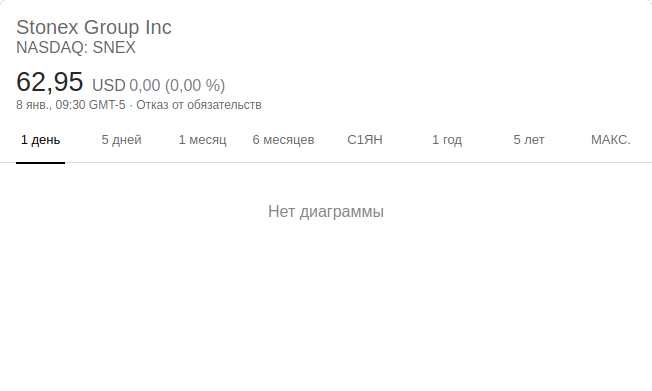 Stonex Group Inc
NASDAQ: SNEX
62,95 USD 0,00 (0,00 %)
8 янв., 09:30 GMT-5 · Отказ от обязательств
1 день 5 дней 1 месяц 6 месяцев С1ЯН 1 год 5 лет МАКС.
Нет диаграммы